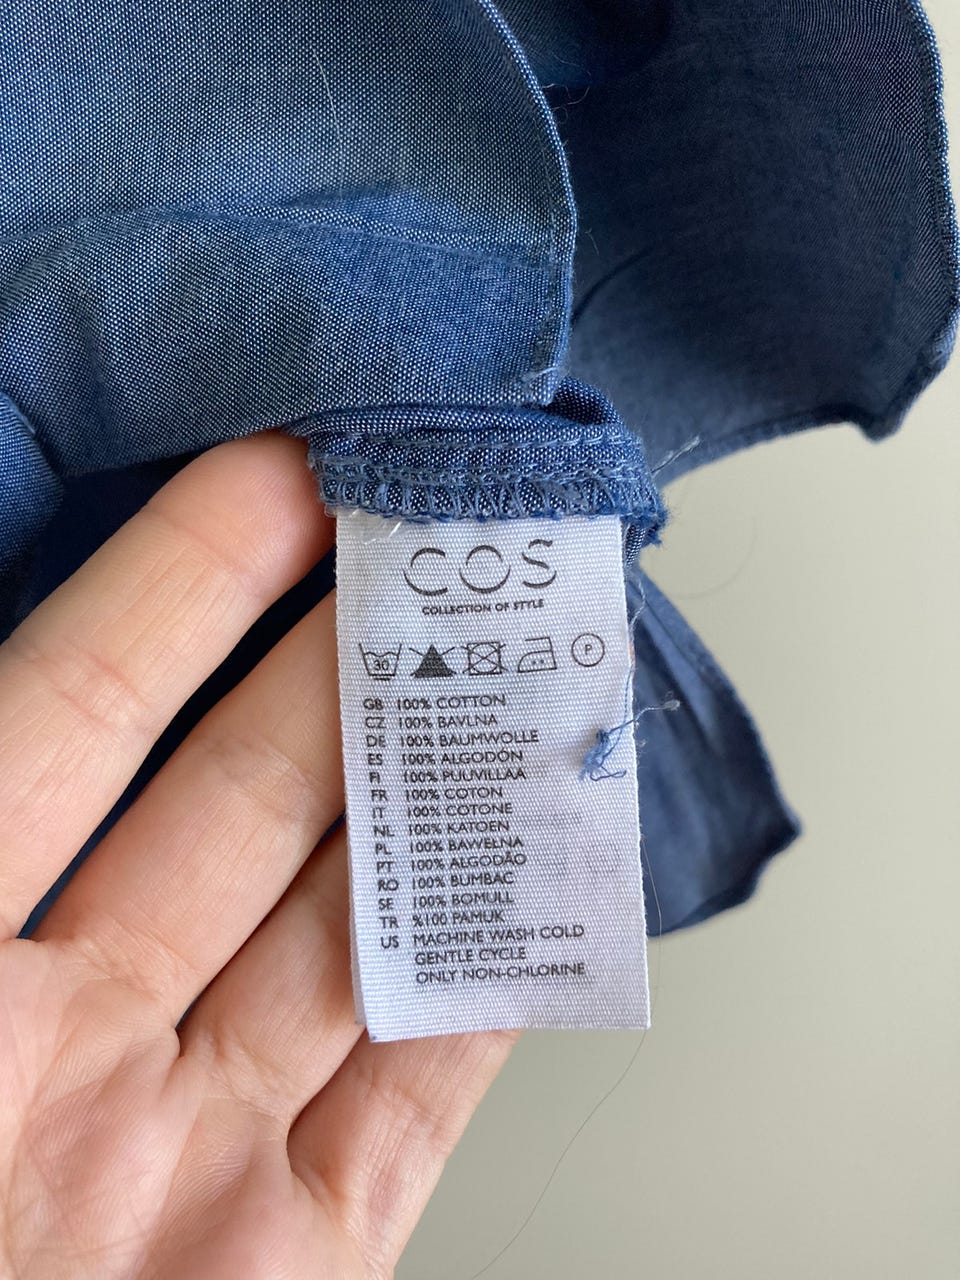 COS
COLLECTION OF STYLE
30 P
GB 100% COTTON
CZ 100% BAVLNA
DE 100% BAUMWOLLE
ES 100% ALGODÓN
FI 100% PUUVILLAA
FR 100% COTON
IT 100% COTONE
NL 100% KATOEN
PL 100% BAWEŁNA
PT 100% ALGODÃO
RO 100% BUMBAC
SE 100% BOMULL
TR %100 PAMUK
US MACHINE WASH COLD
GENTLE CYCLE
ONLY NON-CHLORINE